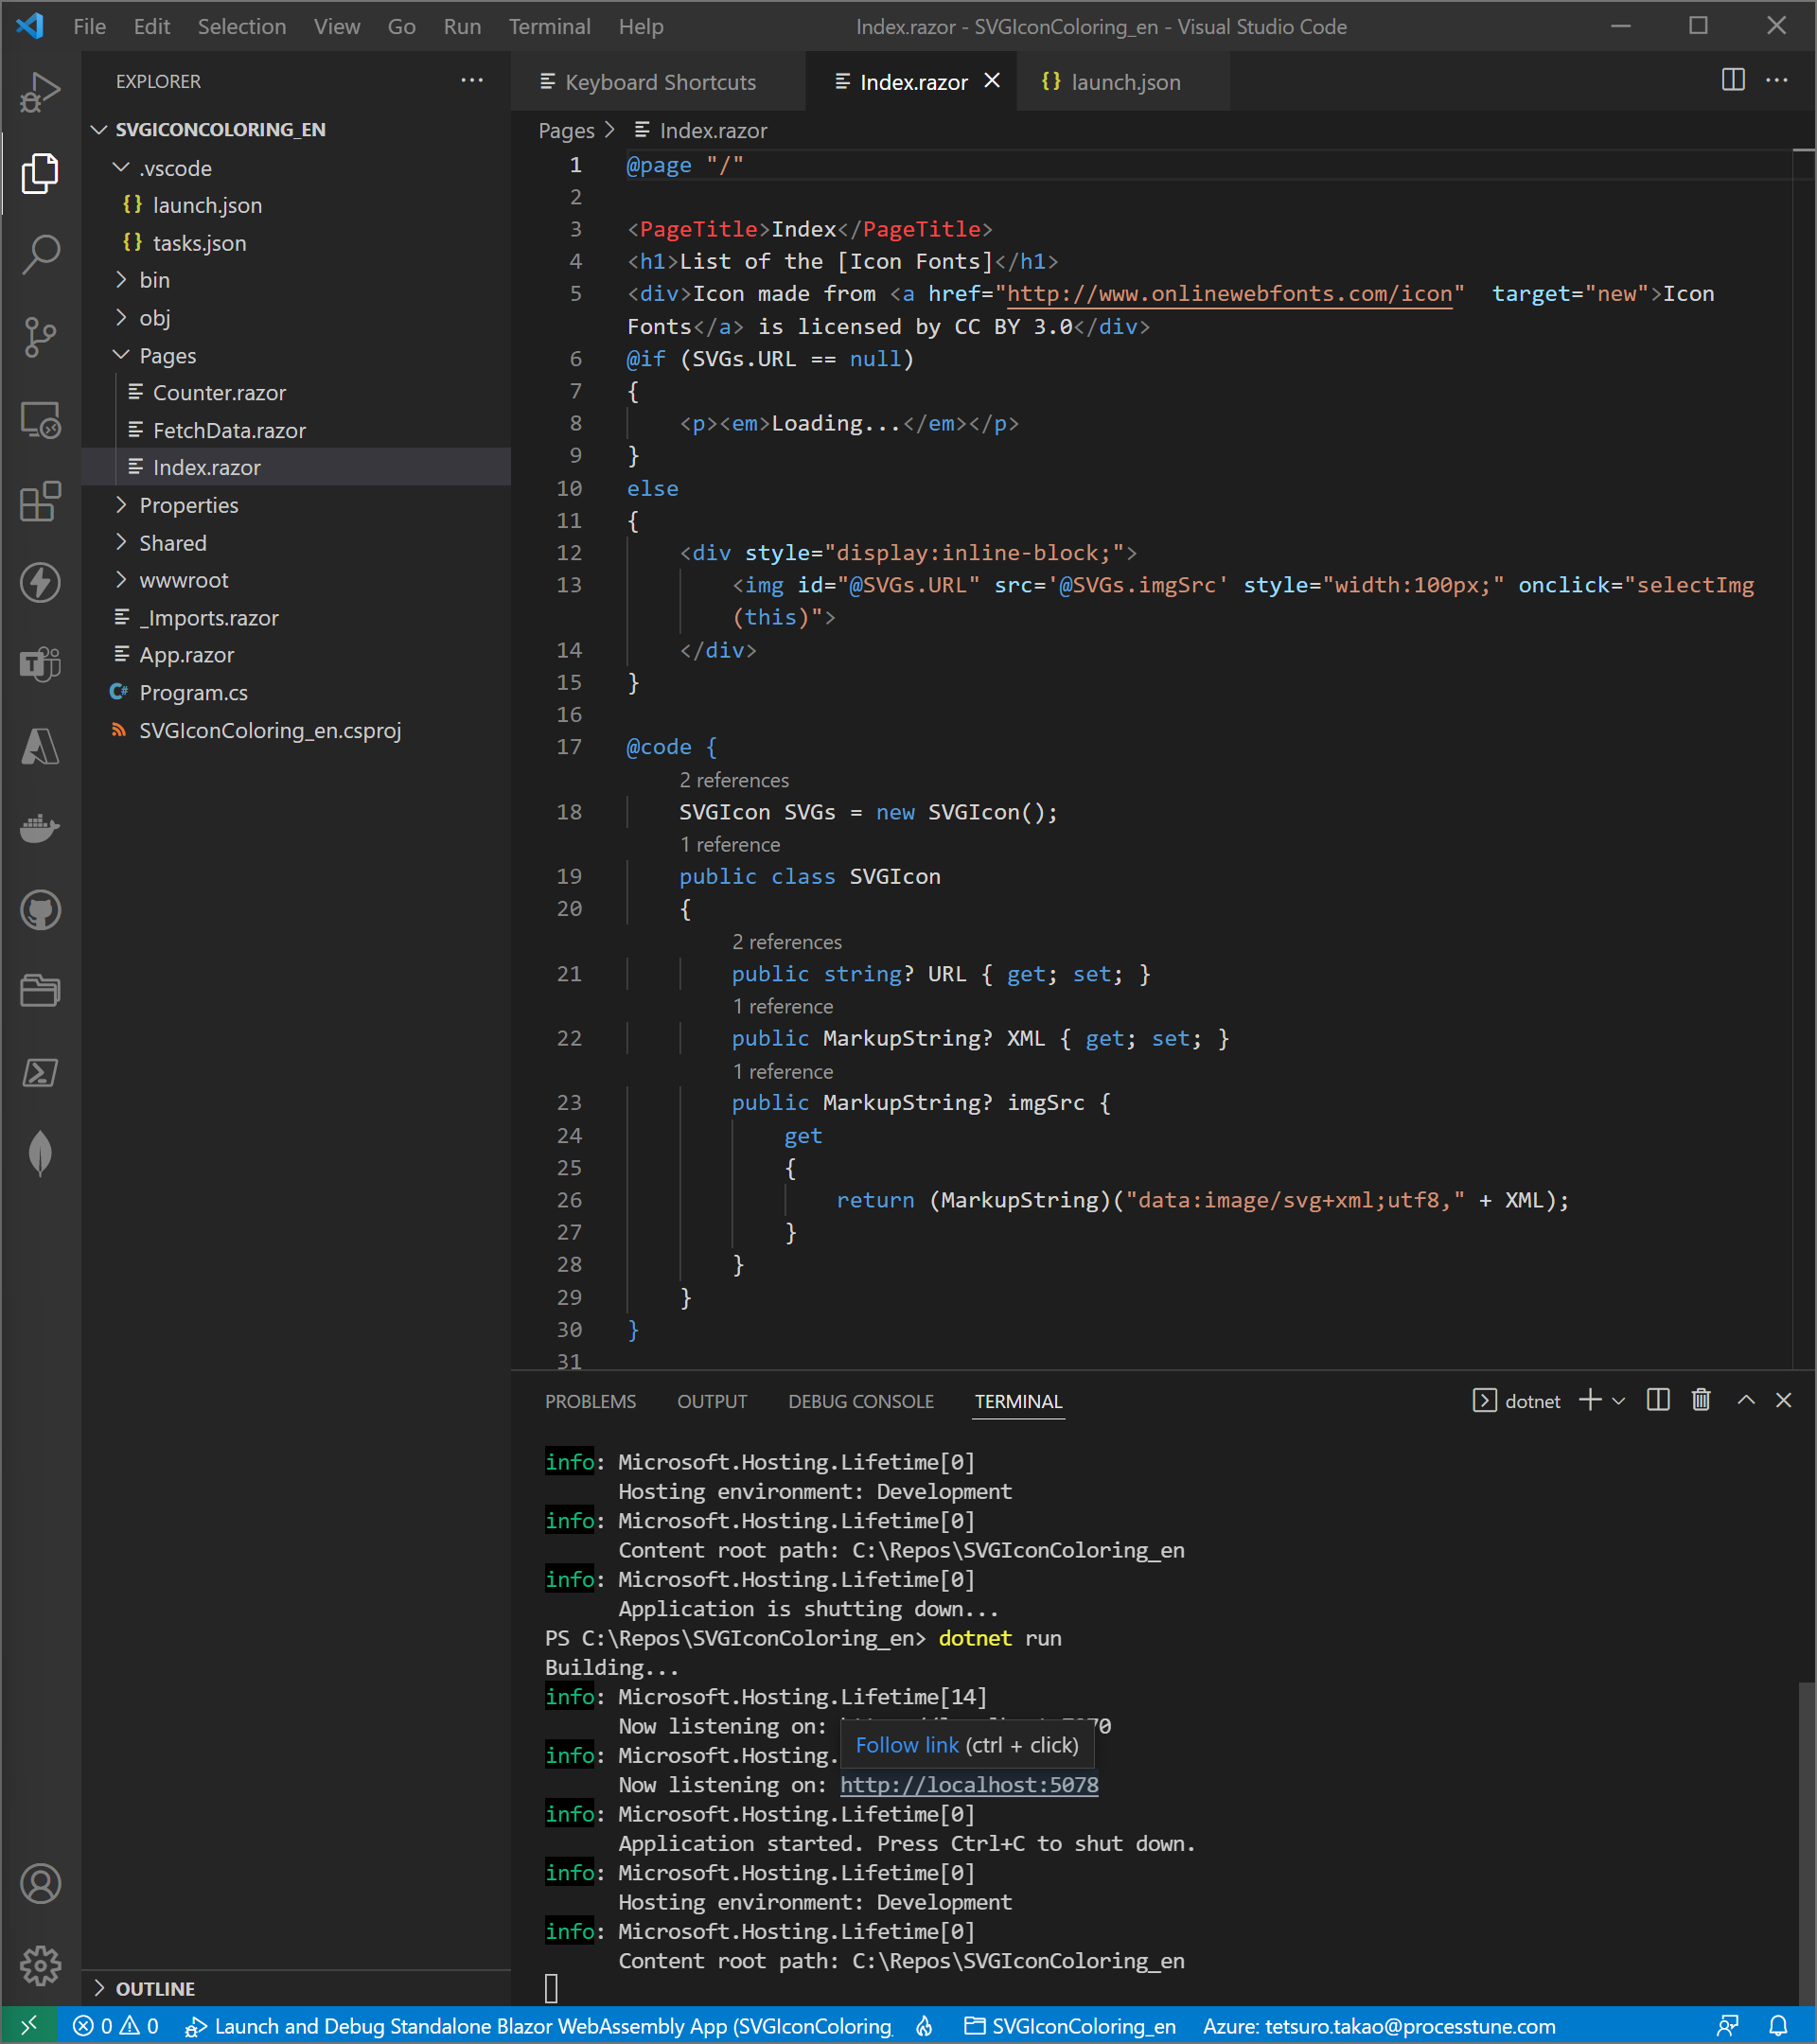 File Edit Selection View Go Run Terminal Help
Index.razor - SVGIconColoring_en - Visual Studio Code
EXPLORER
SVGICONCOLORING_EN
.vscode
launch.json
tasks.json
bin
obj
Pages
Counter.razor
FetchData.razor
Index.razor
Properties
Shared
wwwroot
_Imports.razor
App.razor
Program.cs
SVGIconColoring_en.csproj
OUTLINE
Keyboard Shortcuts Index.razor launch.json
Pages > Index.razor
1 @page "/"
2
3 <PageTitle>Index</PageTitle>
4 <h1>List of the [Icon Fonts]</h1>
5 <div>Icon made from <a href="http://www.onlinewebfonts.com/icon"  target="new">Icon
Fonts</a> is licensed by CC BY 3.0</div>
6 @if (SVGs.URL == null)
7 {
8 <p><em>Loading...</em></p>
9 }
10 else
11 {
12 <div style="display:inline-block;">
13 <img id="@SVGs.URL" src='@SVGs.imgSrc' style="width:100px;" onclick="selectImg
(this)">
14 </div>
15 }
16
17 @code {
2 references
18 SVGIcon SVGs = new SVGIcon();
1 reference
19 public class SVGIcon
20 {
2 references
21 public string? URL { get; set; }
1 reference
22 public MarkupString? XML { get; set; }
1 reference
23 public MarkupString? imgSrc {
24 get
25 {
26 return (MarkupString)("data:image/svg+xml;utf8," + XML);
27 }
28 }
29 }
30 }
31
PROBLEMS OUTPUT DEBUG CONSOLE TERMINAL
dotnet
info: Microsoft.Hosting.Lifetime[0]
Hosting environment: Development
info: Microsoft.Hosting.Lifetime[0]
Content root path: C:\Repos\SVGIconColoring_en
info: Microsoft.Hosting.Lifetime[0]
Application is shutting down...
PS C:\Repos\SVGIconColoring_en> dotnet run
Building...
info: Microsoft.Hosting.Lifetime[14]
Now listening on:
info: Microsoft.Hosting.
Follow link (ctrl + click)
Now listening on: http://localhost:5078
info: Microsoft.Hosting.Lifetime[0]
Application started. Press Ctrl+C to shut down.
info: Microsoft.Hosting.Lifetime[0]
Hosting environment: Development
info: Microsoft.Hosting.Lifetime[0]
Content root path: C:\Repos\SVGIconColoring_en
0 0 Launch and Debug Standalone Blazor WebAssembly App (SVGIconColoring_ SVGIconColoring_en Azure: tetsuro.takao@processtune.com